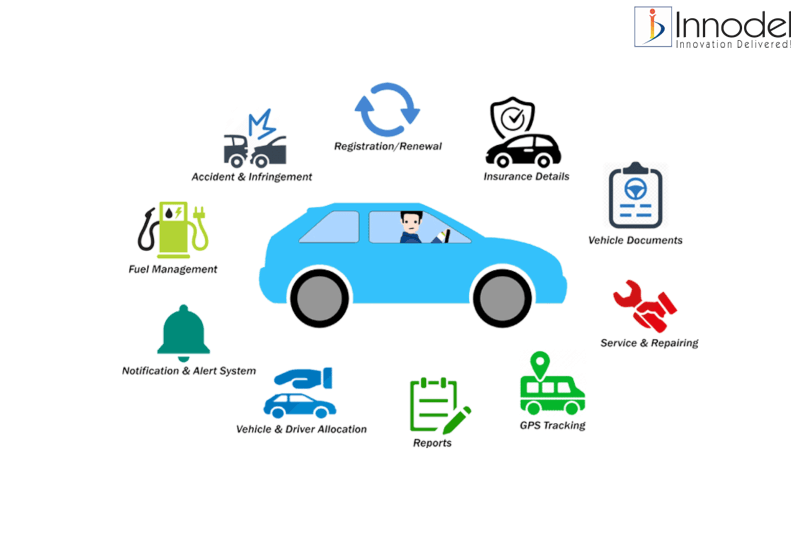 Innodel
Innovation Delivered!
Registration/Renewal
Accident & Infringement
Insurance Details
Vehicle Documents
Fuel Management
Service & Repairing
Notification & Alert System
GPS Tracking
Vehicle & Driver Allocation
Reports